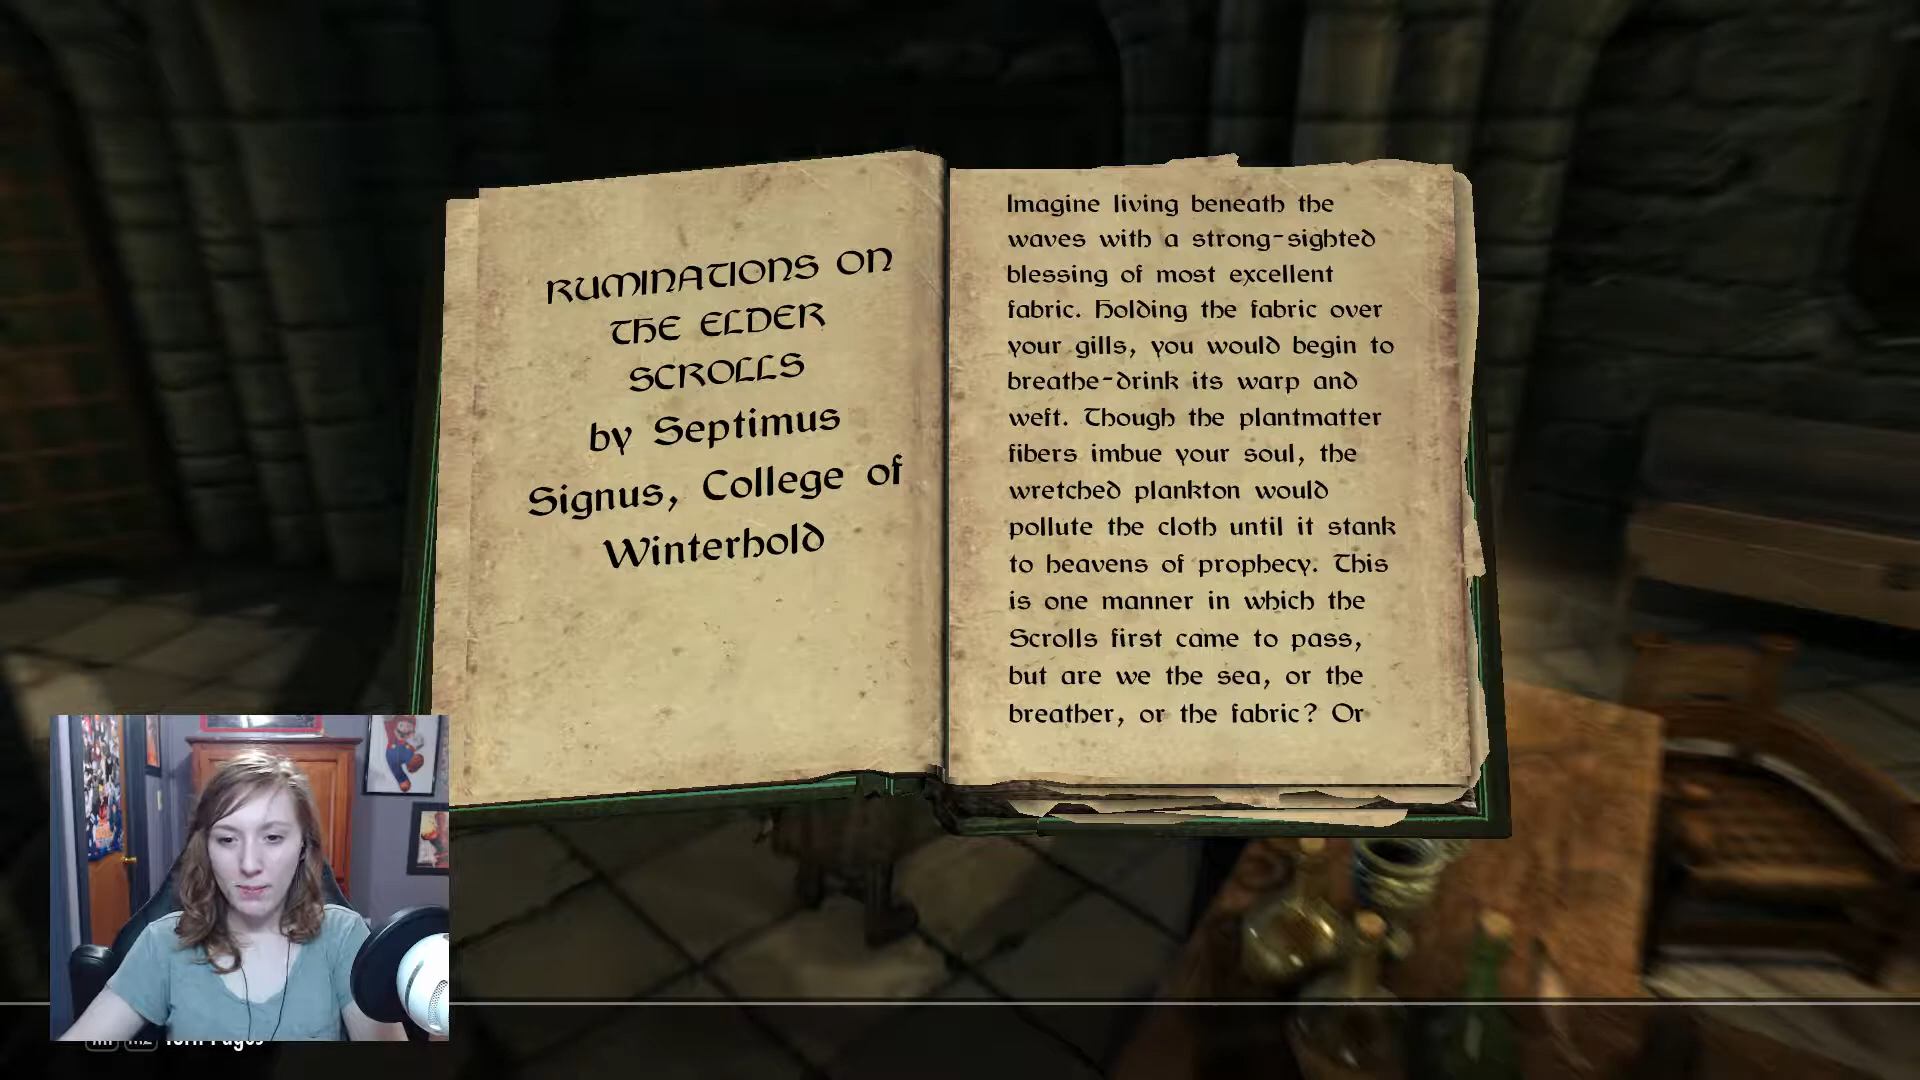 RUMINATIONS ON
THE ELDER
SCROLLS
by Septimus
Signus, College of
Winterhold
Imagine living beneath the
waves with a strong-sighted
blessing of most excellent
fabric. Holding the fabric over
your gills, you would begin to
breathe-drink its warp and
weft. Though the plantmatter
fibers imbue your soul, the
wretched plankton would
pollute the cloth until it stank
to heavens of prophecy. This
is one manner in which the
Scrolls first came to pass,
but are we the sea, or the
breather, or the fabric? Or
Turn Pages